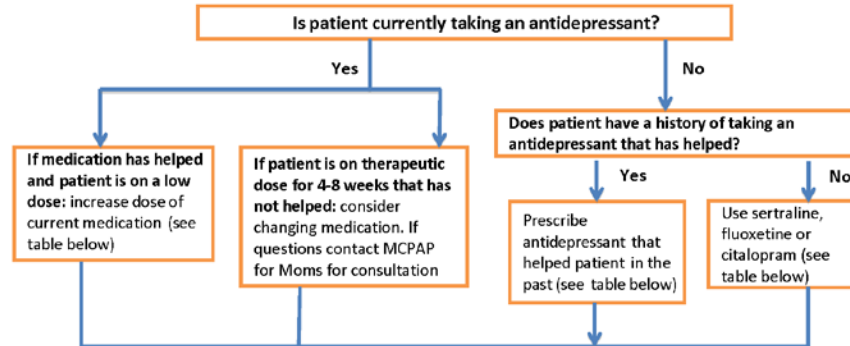 Is patient currently taking an antidepressant?
Yes
No
Does patient have a history of taking an
antidepressant that has helped?
If medication has helped
and patient is on a low
dose: increase dose of
current medication (see
table below)
If patient is on therapeutic
dose for 4-8 weeks that has
not helped: consider
changing medication. If
questions contact MCPAP
for Moms for consultation
Yes
No
Prescribe
antidepressant that
helped patient in the
past (see table below)
Use sertraline,
fluoxetine or
citalopram (see
table below)